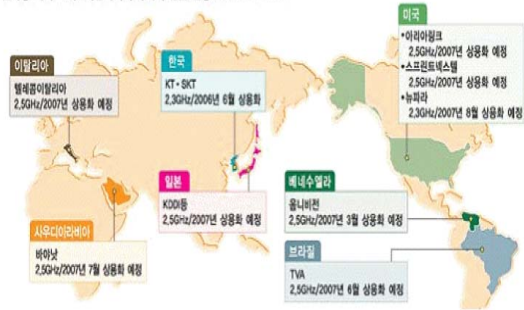 이탈리아
텔레콤이탈리아
2.5GHz/2007년 상용화 예정
한국
KT·SKT
2.3GHz/2006년 6월 상용화
미국
•아리아링크
2.5GHz/2007년 상용화 예정
•스프린트넥스텔
2.5GHz/2007년 상용화 예정
•뉴파라
2.3GHz/2007년 8월 상용화 예정
일본
KDDI등
2.5GHz/2007년 상용화 예정
베네수엘라
옴니비전
2.5GHz/2007년 3월 상용화 예정
사우디아라비아
바야낫
2.5GHz/2007년 7월 상용화 예정
브라질
TVA
2.5GHz/2007년 6월 상용화 예정